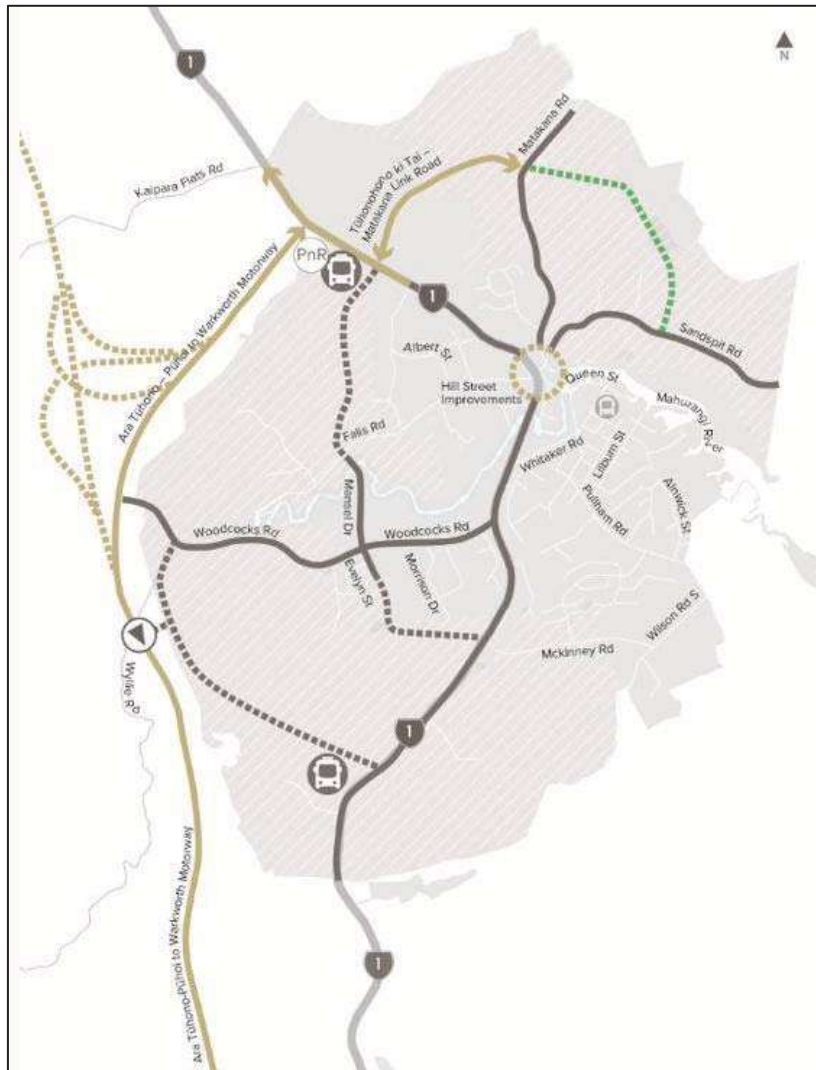 1
N
Matakana Rd
Kaipara Flats Rd
Tūhonohono ki Tai –
Matakana Link Road
PnR
1
Sandspit Rd
Albert St
Hill Street
Improvements
Queen St
Mahurangi
River
Ara Tūhono – Pūhoi to Warkworth Motorway
Falls Rd
Whitaker Rd
Lilburn St
Pullham Rd
Alnwick St
Mansel Dr
Woodcocks Rd
Woodcocks Rd
Evelyn St
Morrison Dr
Wilson Rd S
Mckinney Rd
Wyllie Rd
1
Ara Tūhono-Pūhoi to Warkworth Motorway
1